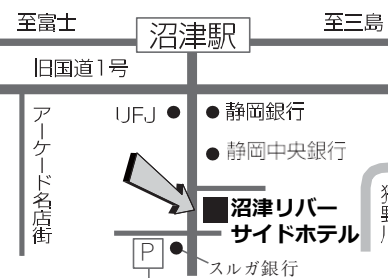 至富士
沼津駅
至三島
旧国道1号
アーケード名店街
UFJ
静岡銀行
静岡中央銀行
沼津リバー
サイドホテル
P
スルガ銀行